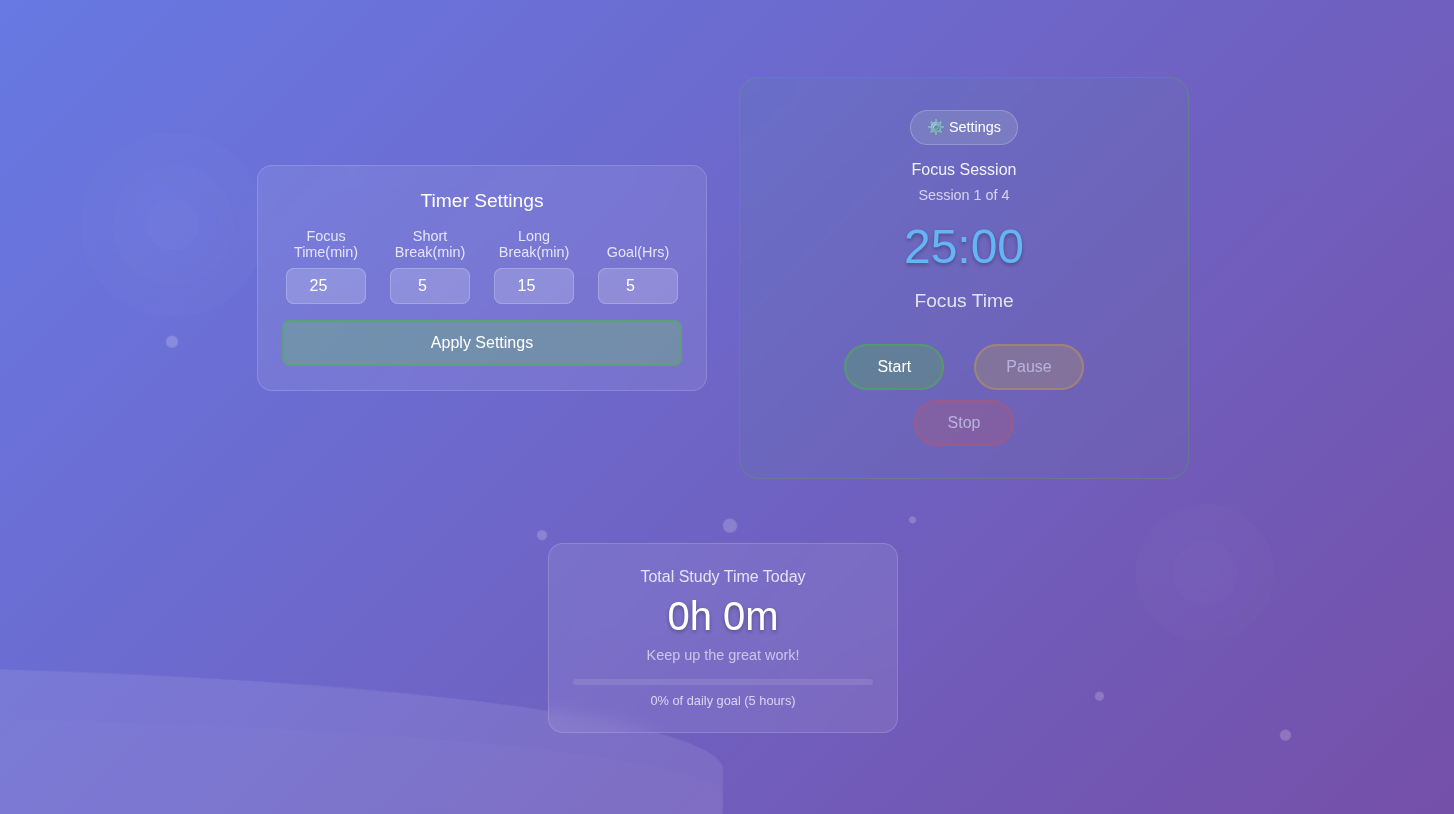 Timer Settings
Focus Time(min)
Short Break(min)
Long Break(min)
Goal(Hrs)
25
5
15
5
Apply Settings
⚙️ Settings
Focus Session
Session 1 of 4
25:00
Focus Time
Start
Pause
Stop
Total Study Time Today
0h 0m
Keep up the great work!
0% of daily goal (5 hours)